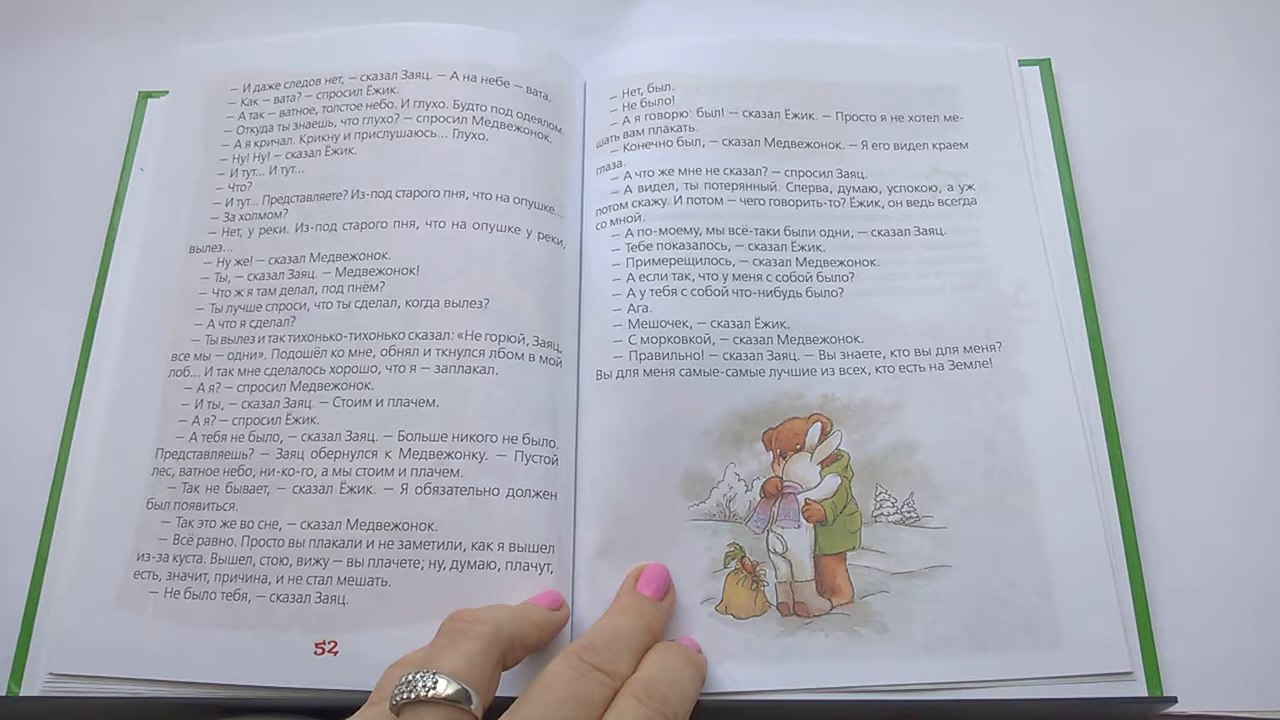 — И даже следов нет, — сказал Заяц. — А на небе — вата.
— Как — вата? — спросил Ёжик.
— А так — ватное, толстое небо. И глухо. Будто под одеялом.
— Откуда ты знаешь, что глухо? — спросил Медвежонок.
— А я кричал. Крикну и прислушаюсь... Глухо.
— Ну! Ну! — сказал Ёжик.
— И тут... И тут...
— Что?
— И тут... Представляете? Из-под старого пня, что на опушке...
— За холмом?
— Нет, у реки. Из-под старого пня, что на опушке у реки,
вылез...
— Ну же! — сказал Медвежонок.
— Ты, — сказал Заяц. — Медвежонок!
— Что ж я там делал, под пнём?
— Ты лучше спроси, что ты сделал, когда вылез?
— А что я сделал?
— Ты вылез и так тихонько-тихонько сказал: «Не горюй, Заяц,
все мы — одни». Подошёл ко мне, обнял и ткнулся лбом в мой
лоб... И так мне сделалось хорошо, что я — заплакал.
— А я? — спросил Медвежонок.
— И ты, — сказал Заяц. — Стоим и плачем.
— А я? — спросил Ёжик.
— А тебя не было, — сказал Заяц. — Больше никого не было.
Представляешь? — Заяц обернулся к Медвежонку. — Пустой
лес, ватное небо, ни-ко-го, а мы стоим и плачем.
— Так не бывает, — сказал Ёжик. — Я обязательно должен
был появиться.
— Так это же во сне, — сказал Медвежонок.
— Всё равно. Просто вы плакали и не заметили, как я вышел
из-за куста. Вышел, стою, вижу — вы плачете; ну, думаю, плачут,
есть, значит, причина, и не стал мешать.
— Не было тебя, — сказал Заяц.
52
— Нет, был.
— Не было!
— А я говорю: был! — сказал Ёжик. — Просто я не хотел ме-
шать вам плакать.
— Конечно был, — сказал Медвежонок. — Я его видел краем
глаза.
— А что же мне не сказал? — спросил Заяц.
— А видел, ты потерянный. Сперва, думаю, успокою, а уж
потом скажу. И потом — чего говорить-то? Ёжик, он ведь всегда
со мной.
— А по-моему, мы всё-таки были одни, — сказал Заяц.
— Тебе показалось, — сказал Ёжик.
— Примерещилось, — сказал Медвежонок.
— А если так, что у меня с собой было?
— А у тебя с собой что-нибудь было?
— Ага.
— Мешочек, — сказал Ёжик.
— С морковкой, — сказал Медвежонок.
— Правильно! — сказал Заяц. — Вы знаете, кто вы для меня?
Вы для меня самые-самые лучшие из всех, кто есть на Земле!